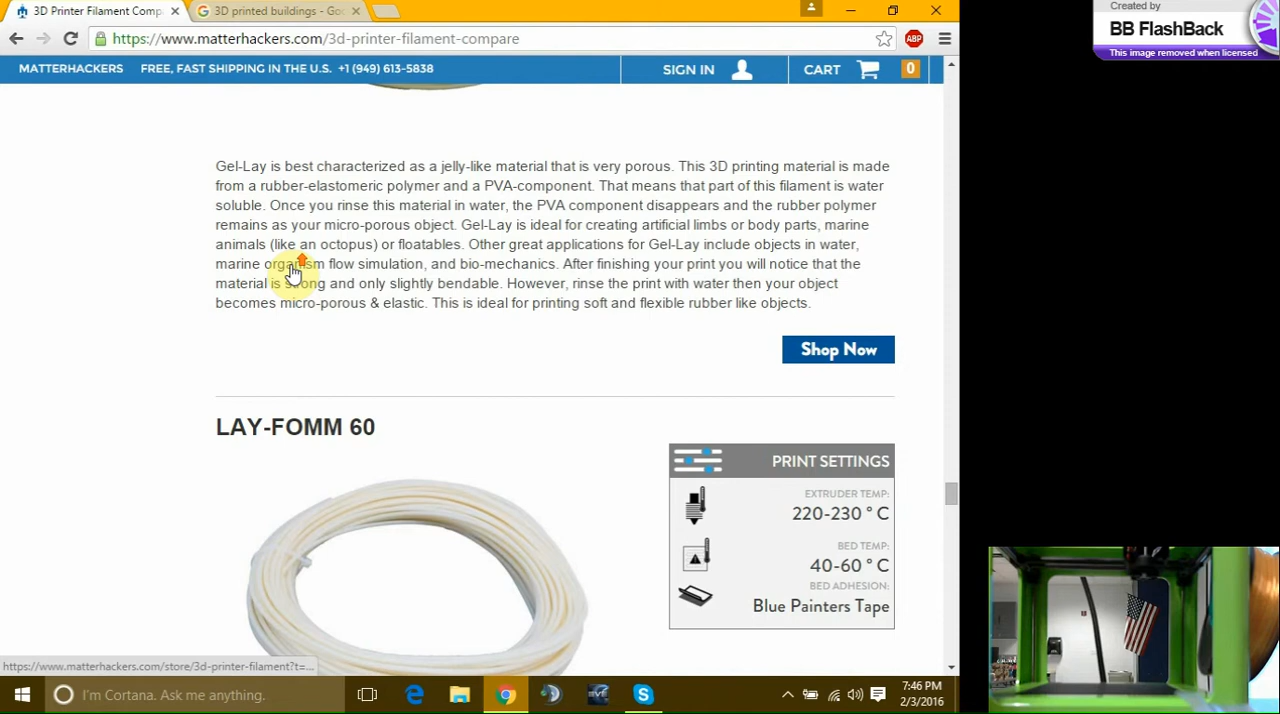 3D Printer Filament Comp
3D printed buildings - Goo
Created by
BB FlashBack
This image removed when licensed
https://www.matterhackers.com/3d-printer-filament-compare
ABP
MATTERHACKERS FREE, FAST SHIPPING IN THE U.S. +1 (949) 613-5838 SIGN IN CART 0
Gel-Lay is best characterized as a jelly-like material that is very porous. This 3D printing material is made
from a rubber-elastomeric polymer and a PVA-component. That means that part of this filament is water
soluble. Once you rinse this material in water, the PVA component disappears and the rubber polymer
remains as your micro-porous object. Gel-Lay is ideal for creating artificial limbs or body parts, marine
animals (like an octopus) or floatables. Other great applications for Gel-Lay include objects in water,
marine organism flow simulation, and bio-mechanics. After finishing your print you will notice that the
material is strong and only slightly bendable. However, rinse the print with water then your object
becomes micro-porous & elastic. This is ideal for printing soft and flexible rubber like objects.
Shop Now
LAY-FOMM 60
PRINT SETTINGS
EXTRUDER TEMP:
220-230 ° C
BED TEMP:
40-60 ° C
BED ADHESION:
Blue Painters Tape
https://www.matterhackers.com/store/3d-printer-filament?t=...
I'm Cortana. Ask me anything.
7:46 PM
2/3/2016